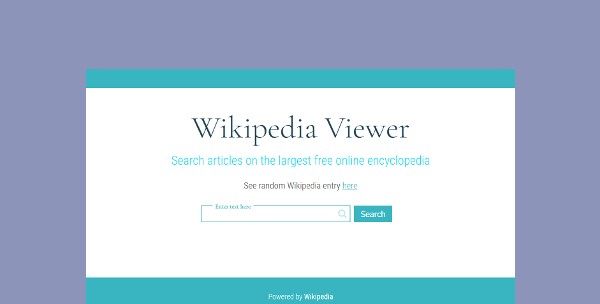 Wikipedia Viewer
Search articles on the largest free online encyclopedia
See random Wikipedia entry here
Enter text here
Search
Powered by Wikipedia